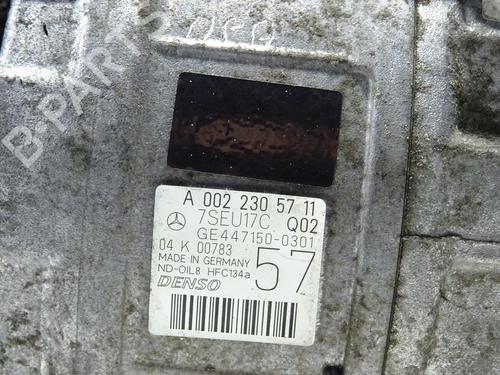 B-PARTS
A 002 230 57 11
7SEU17C Q02
GE447150-0301
04 K 00783
MADE IN GERMANY
ND-OIL8 HFC134a
57
DENSO